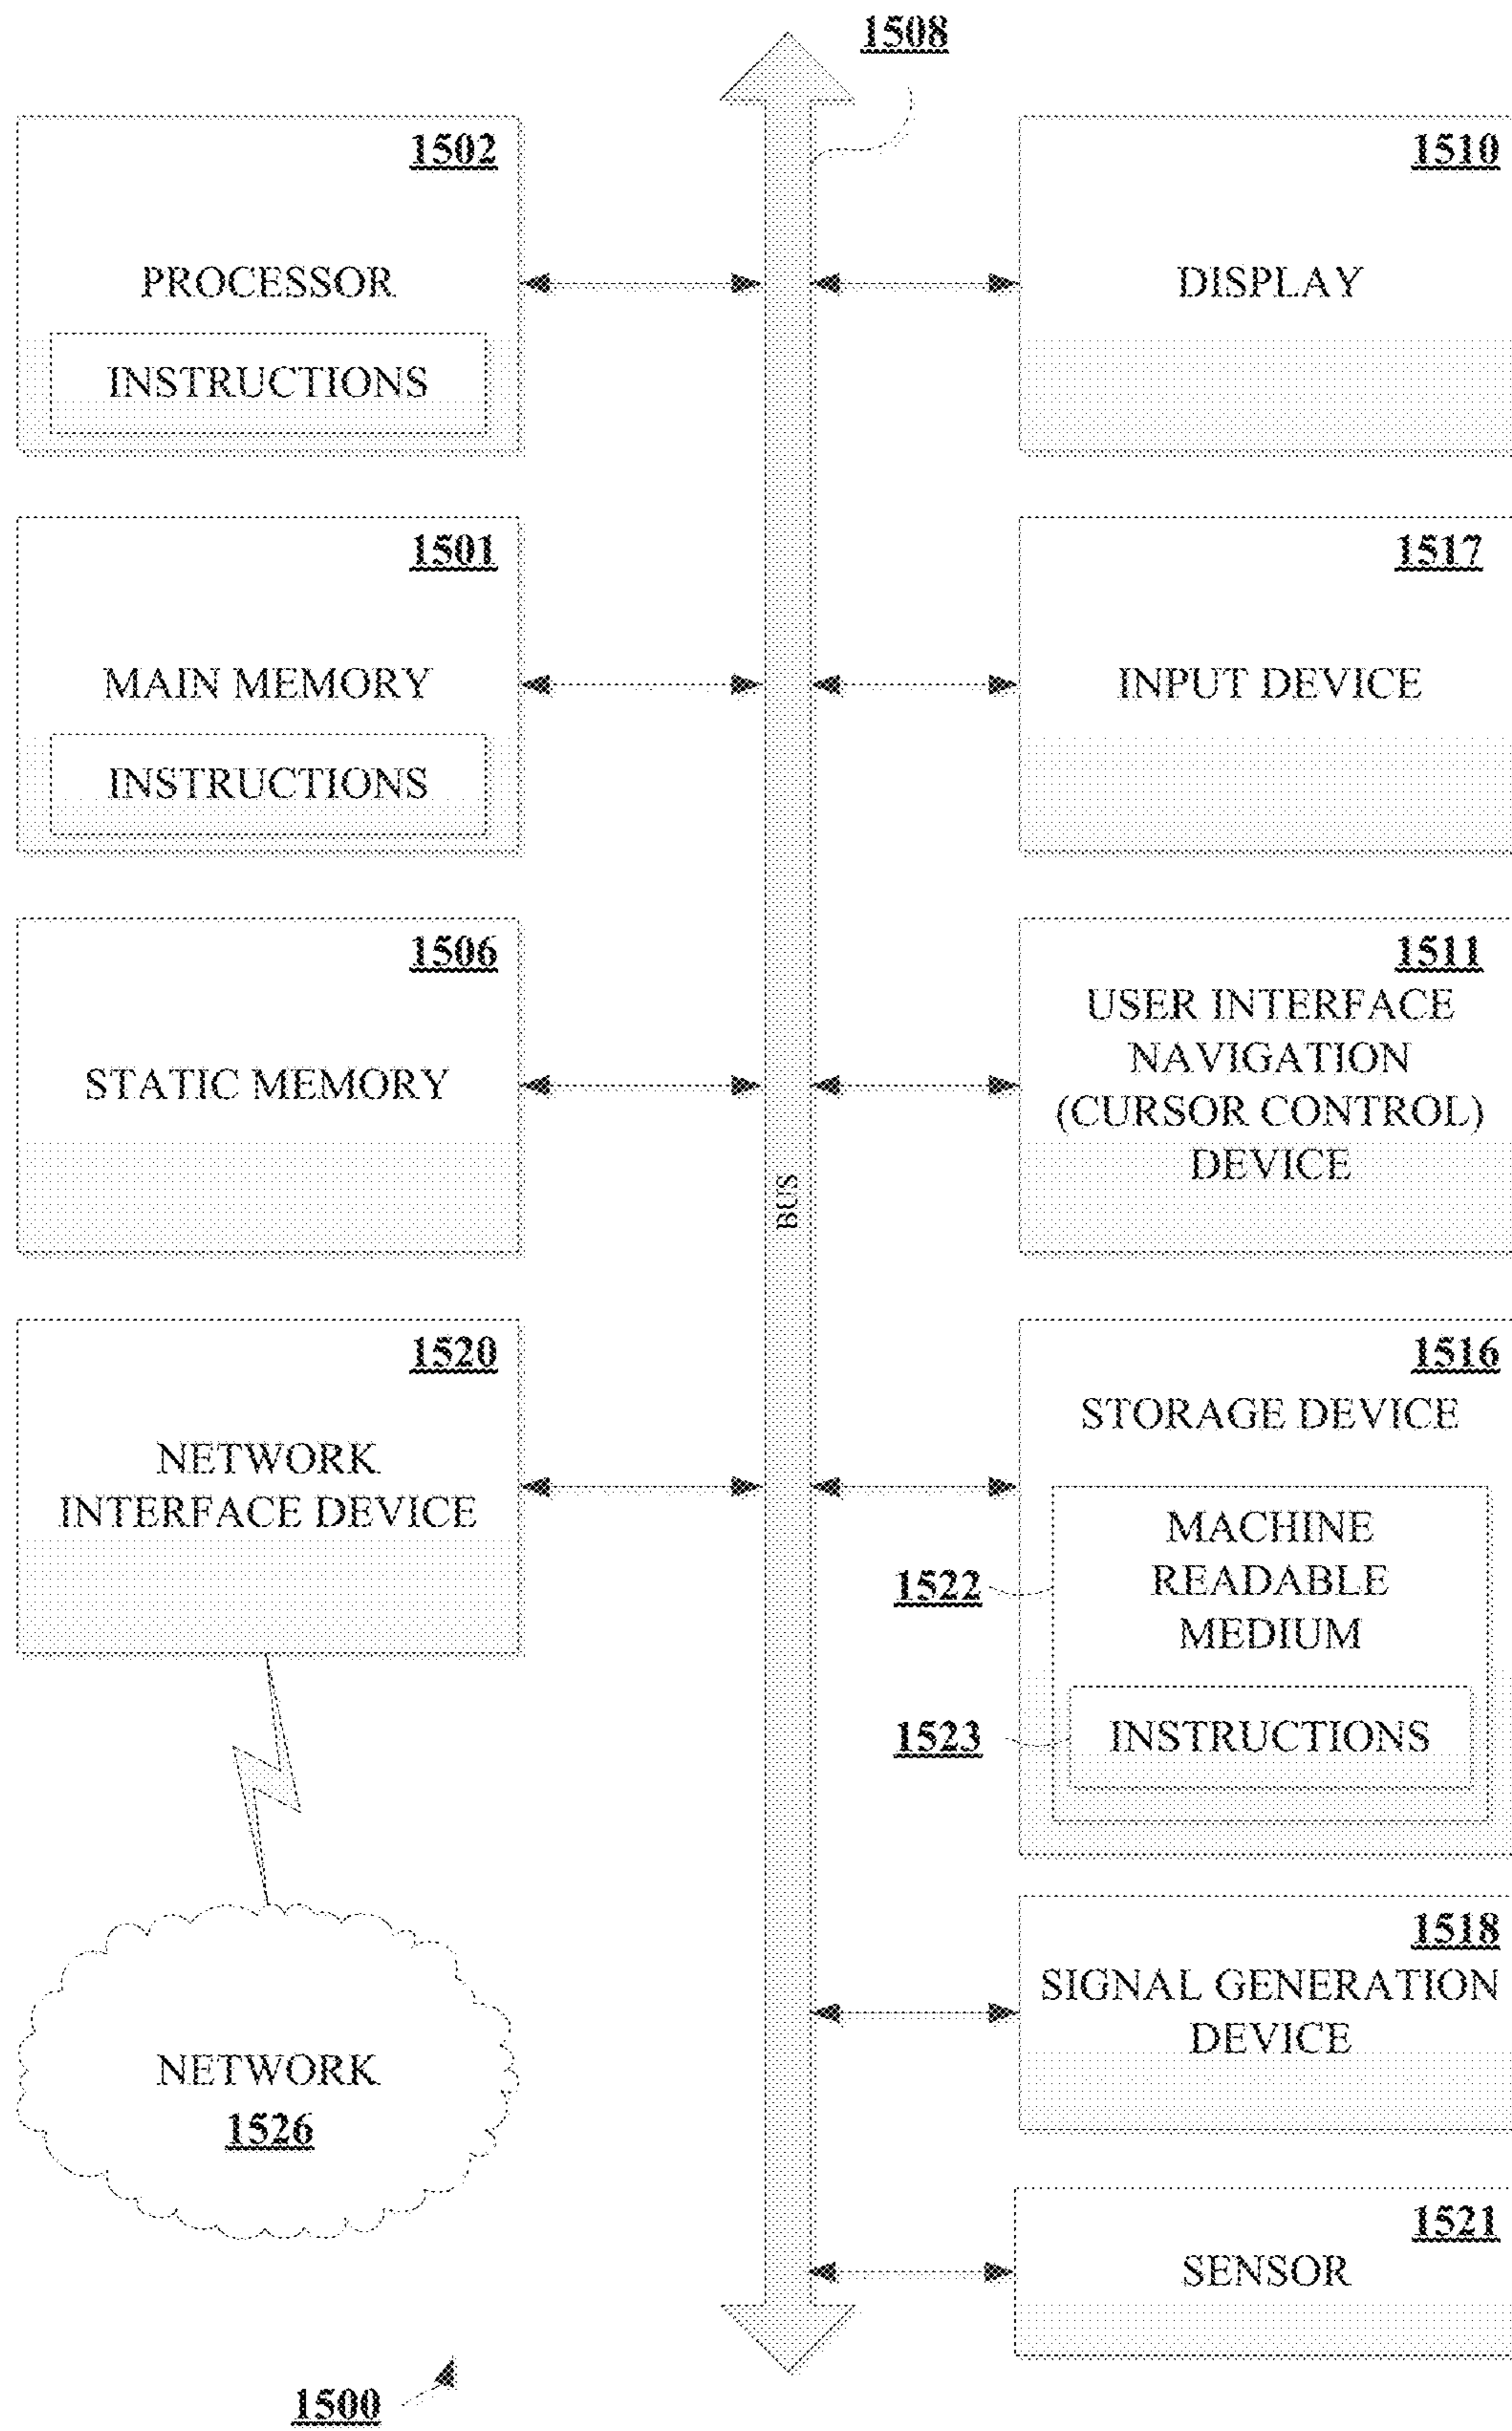 1508
1502
PROCESSOR
INSTRUCTIONS
1510
DISPLAY
1501
MAIN MEMORY
INSTRUCTIONS
1517
INPUT DEVICE
1506
STATIC MEMORY
1511
USER INTERFACE
NAVIGATION
(CURSOR CONTROL)
DEVICE
BUS
1520
NETWORK
INTERFACE DEVICE
1516
STORAGE DEVICE
MACHINE
READABLE
MEDIUM
1522
INSTRUCTIONS
1523
NETWORK
1526
1518
SIGNAL GENERATION
DEVICE
1521
SENSOR
1500